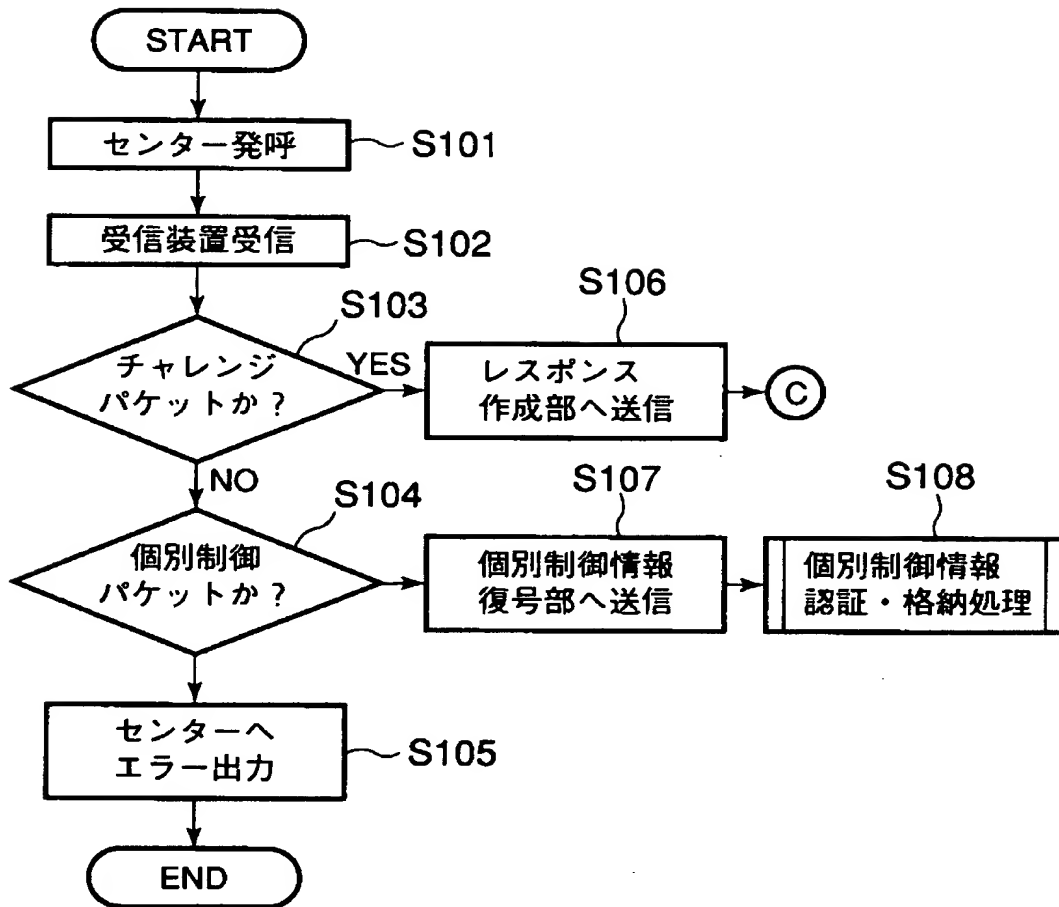 START
センター発呼
S101
受信装置受信
S102
S103
チャレンジ
パケットか？
YES
S106
レスポンス
作成部へ送信
C
NO
S104
個別制御
パケットか？
S107
個別制御情報
復号部へ送信
S108
個別制御情報
認証・格納処理
センターへ
エラー出力
S105
END